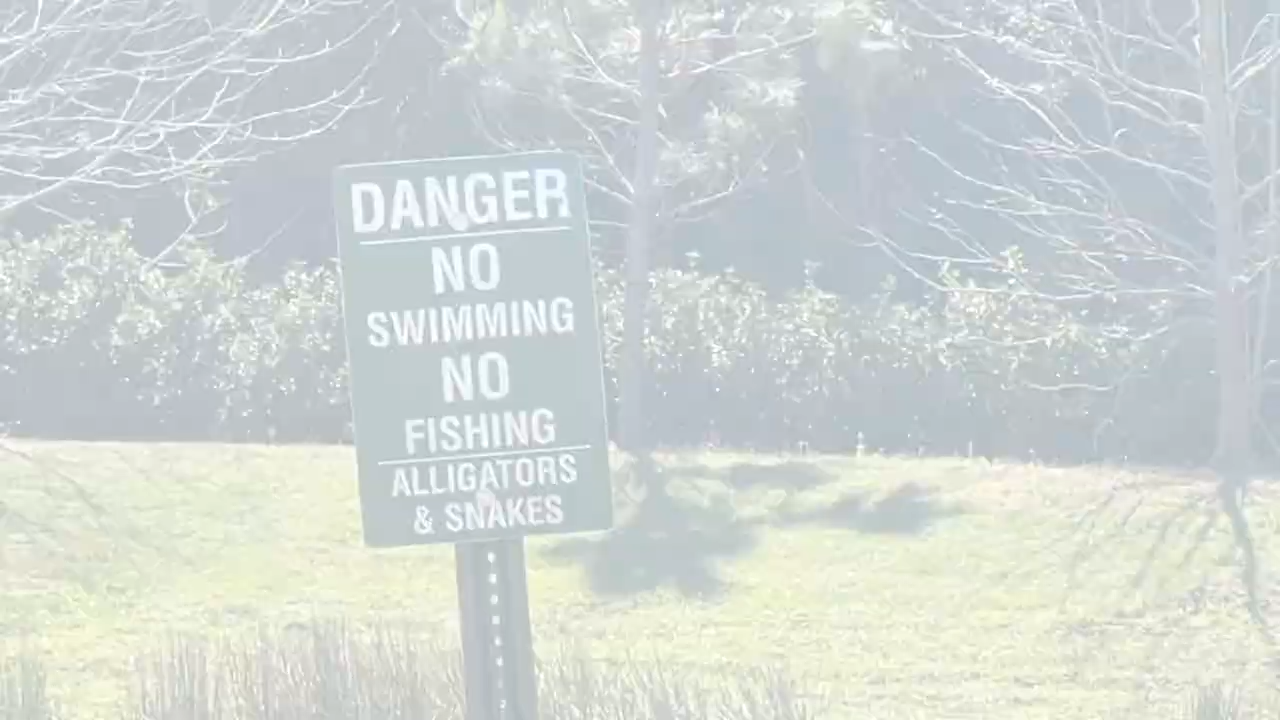 DANGER
NO
SWIMMING
NO
FISHING
ALLIGATORS
& SNAKES